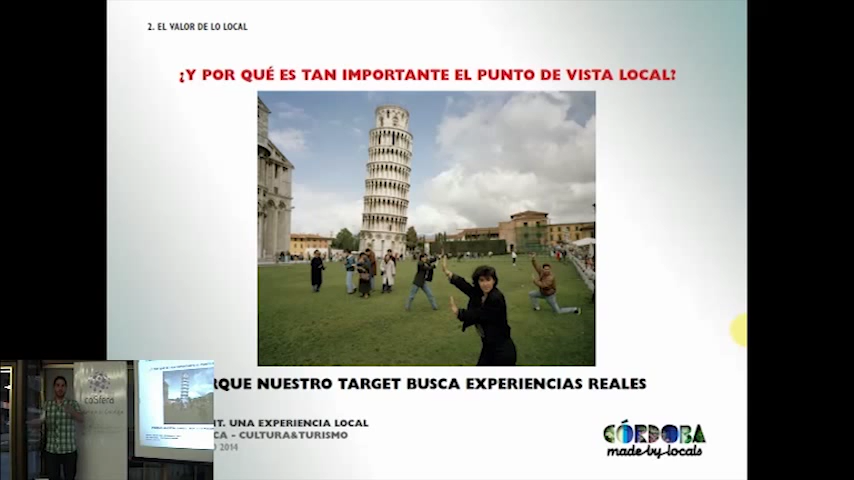 2. EL VALOR DE LO LOCAL
¿Y POR QUÉ ES TAN IMPORTANTE EL PUNTO DE VISTA LOCAL?
RQUE NUESTRO TARGET BUSCA EXPERIENCIAS REALES
NT. UNA EXPERIENCIA LOCAL
CA - CULTURA&TURISMO
2014
CÓRDOBA
made by locals